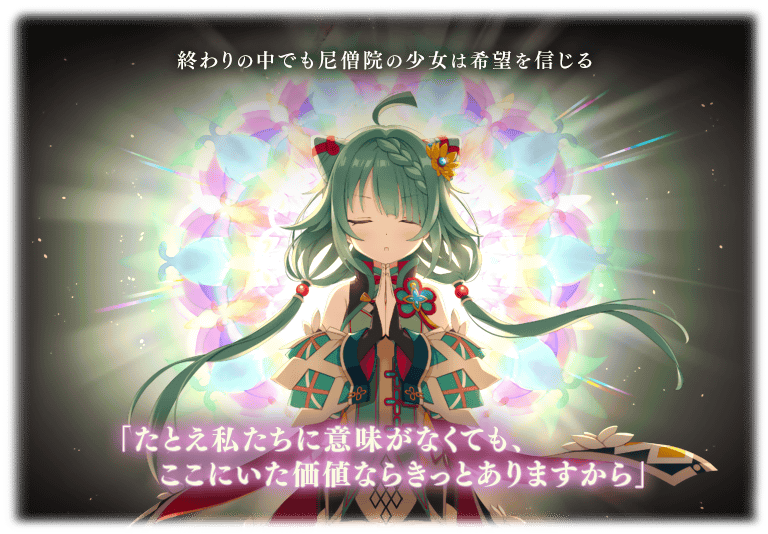 終わりの中でも尼僧院の少女は希望を信じる
「たとえ私たちに意味がなくても、
ここにいた価値ならきっとありますから」